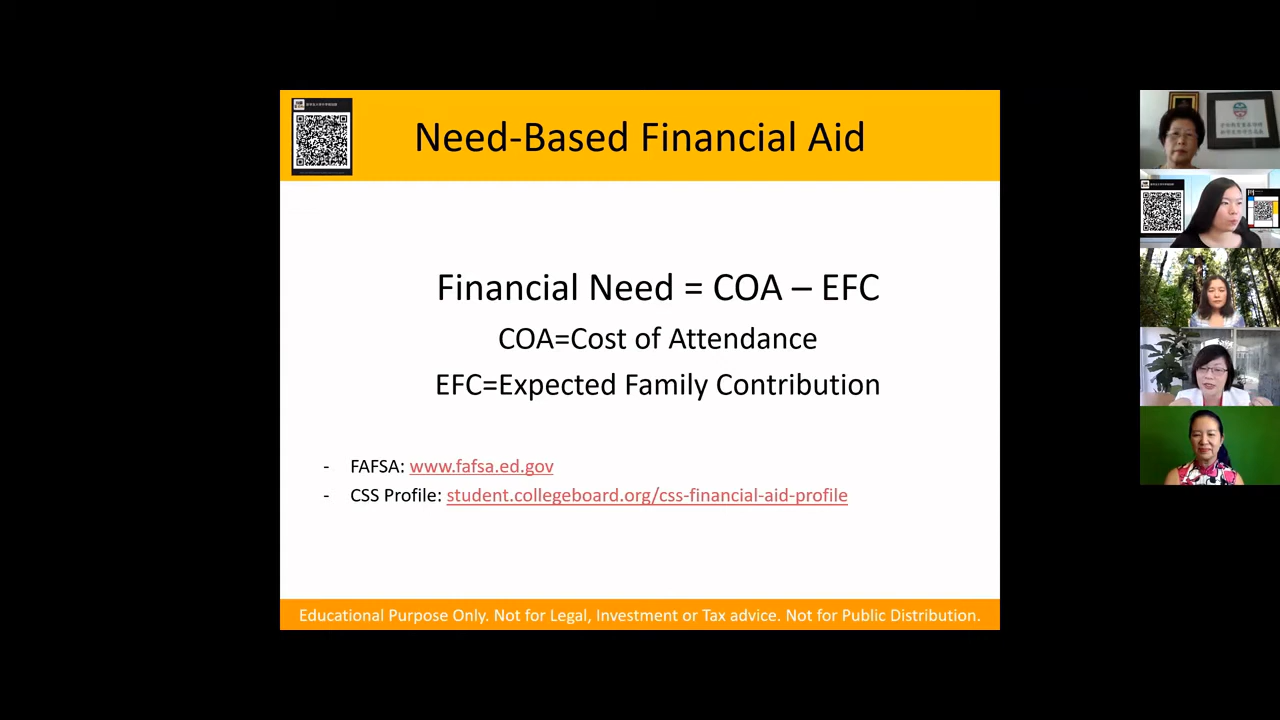 Need-Based Financial Aid
Financial Need = COA – EFC
COA=Cost of Attendance
EFC=Expected Family Contribution
- FAFSA: www.fafsa.ed.gov
- CSS Profile: student.collegeboard.org/css-financial-aid-profile
Educational Purpose Only. Not for Legal, Investment or Tax advice. Not for Public Distribution.